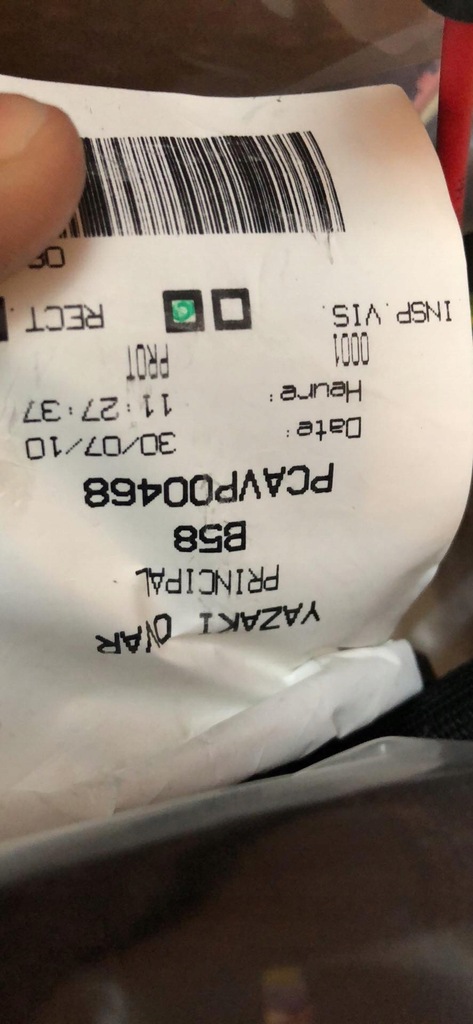 YAZAKI OVAR
PRINCIPAL
B58
PCAVP00468
Date: 30/07/10
Heure: 11:27:37
0001 PROT
INSP.VIS. RECT.